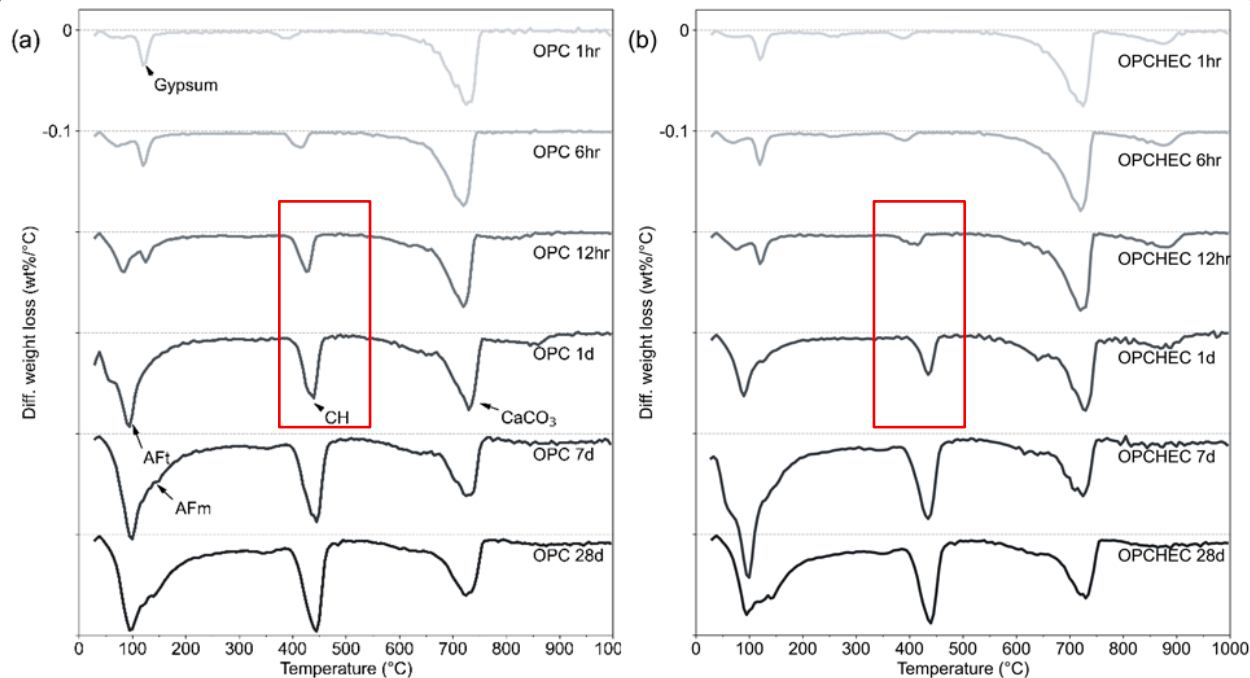 (a)
0
OPC 1hr
Gypsum
-0.1
OPC 6hr
OPC 12hr
OPC 1d
CH
CaCO₃
AFt
OPC 7d
AFm
OPC 28d
Diff. weight loss (wt%/°C)
0 100 200 300 400 500 600 700 800 900 1000
Temperature (°C)
(b)
0
OPCHEC 1hr
-0.1
OPCHEC 6hr
OPCHEC 12hr
OPCHEC 1d
OPCHEC 7d
OPCHEC 28d
Diff. weight loss (wt%/°C)
0 100 200 300 400 500 600 700 800 900 1000
Temperature (°C)